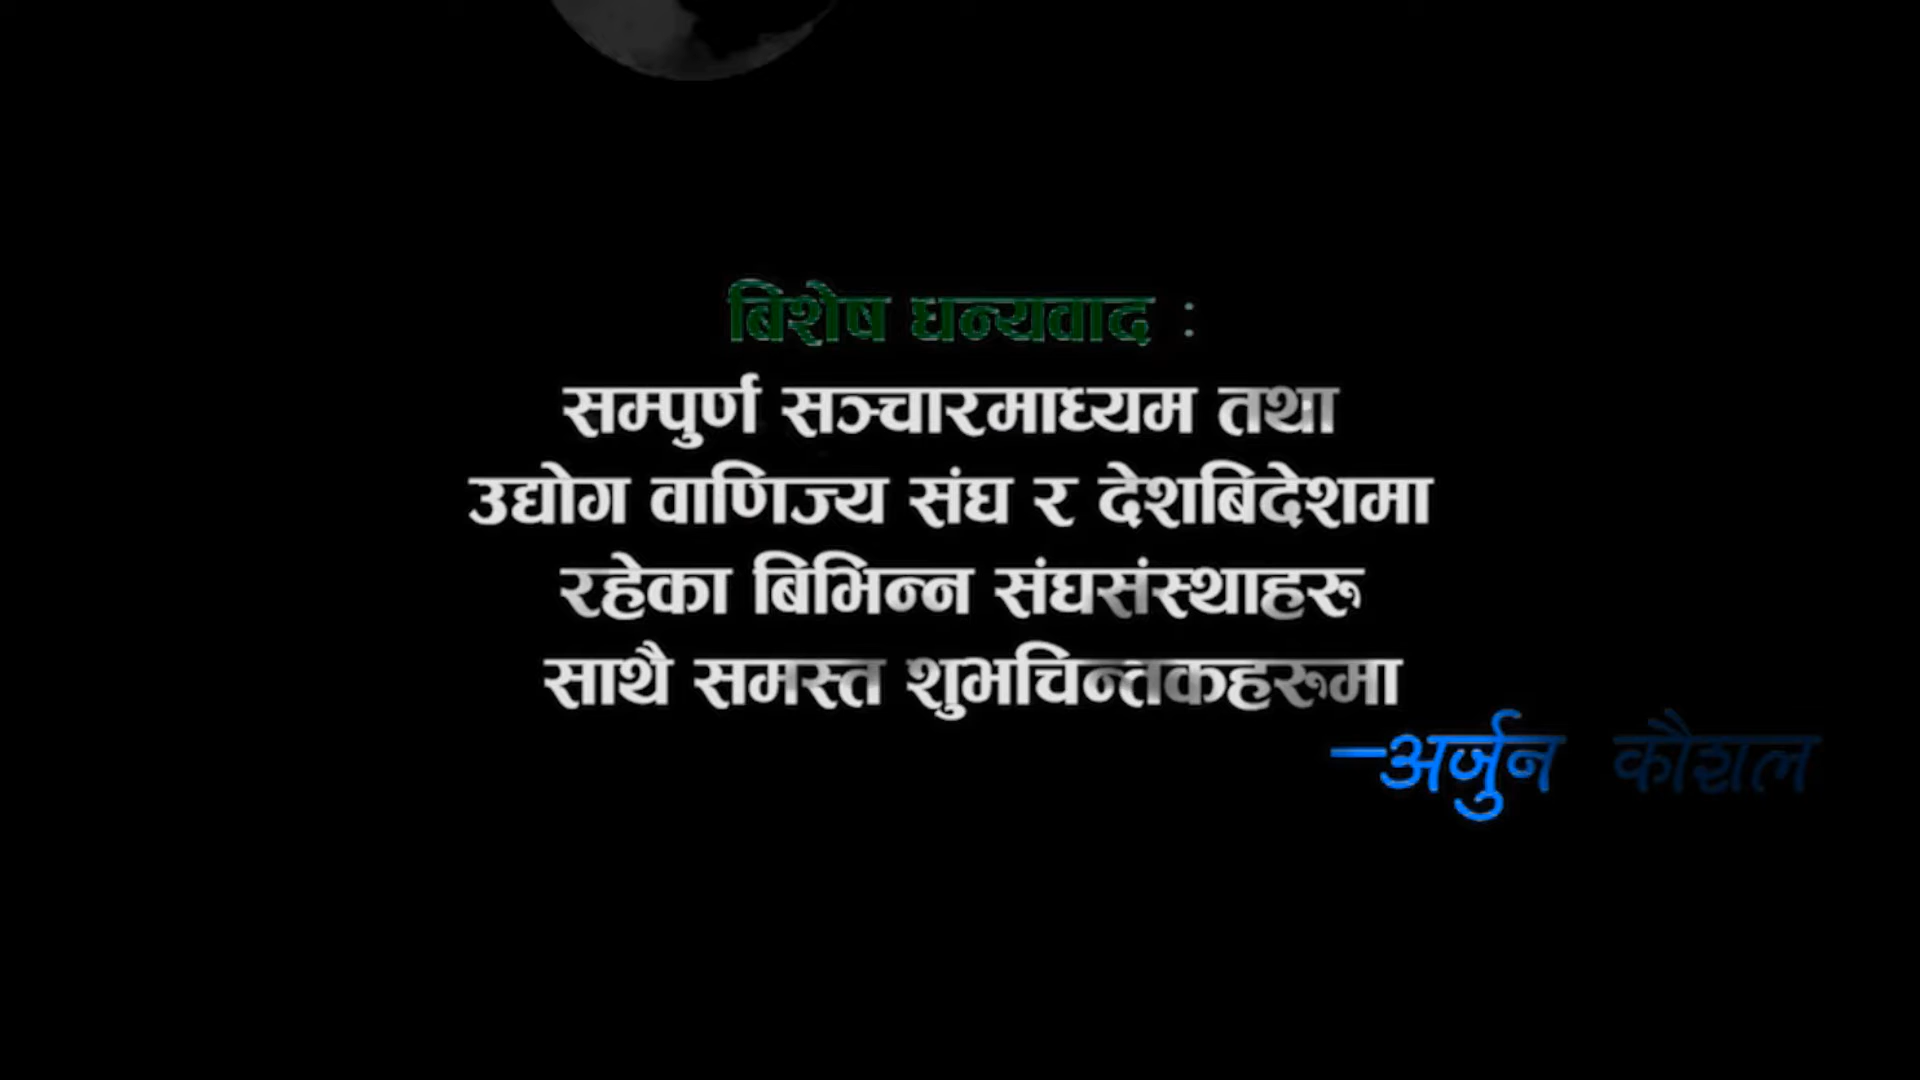 बिशेष धन्यवाद :
सम्पुर्ण सञ्चारमाध्यम तथा
उद्योग वाणिज्य संघ र देशबिदेशमा
रहेका बिभिन्न संघसंस्थाहरू
साथै समस्त शुभचिन्तकहरूमा
–अर्जुन कौशल